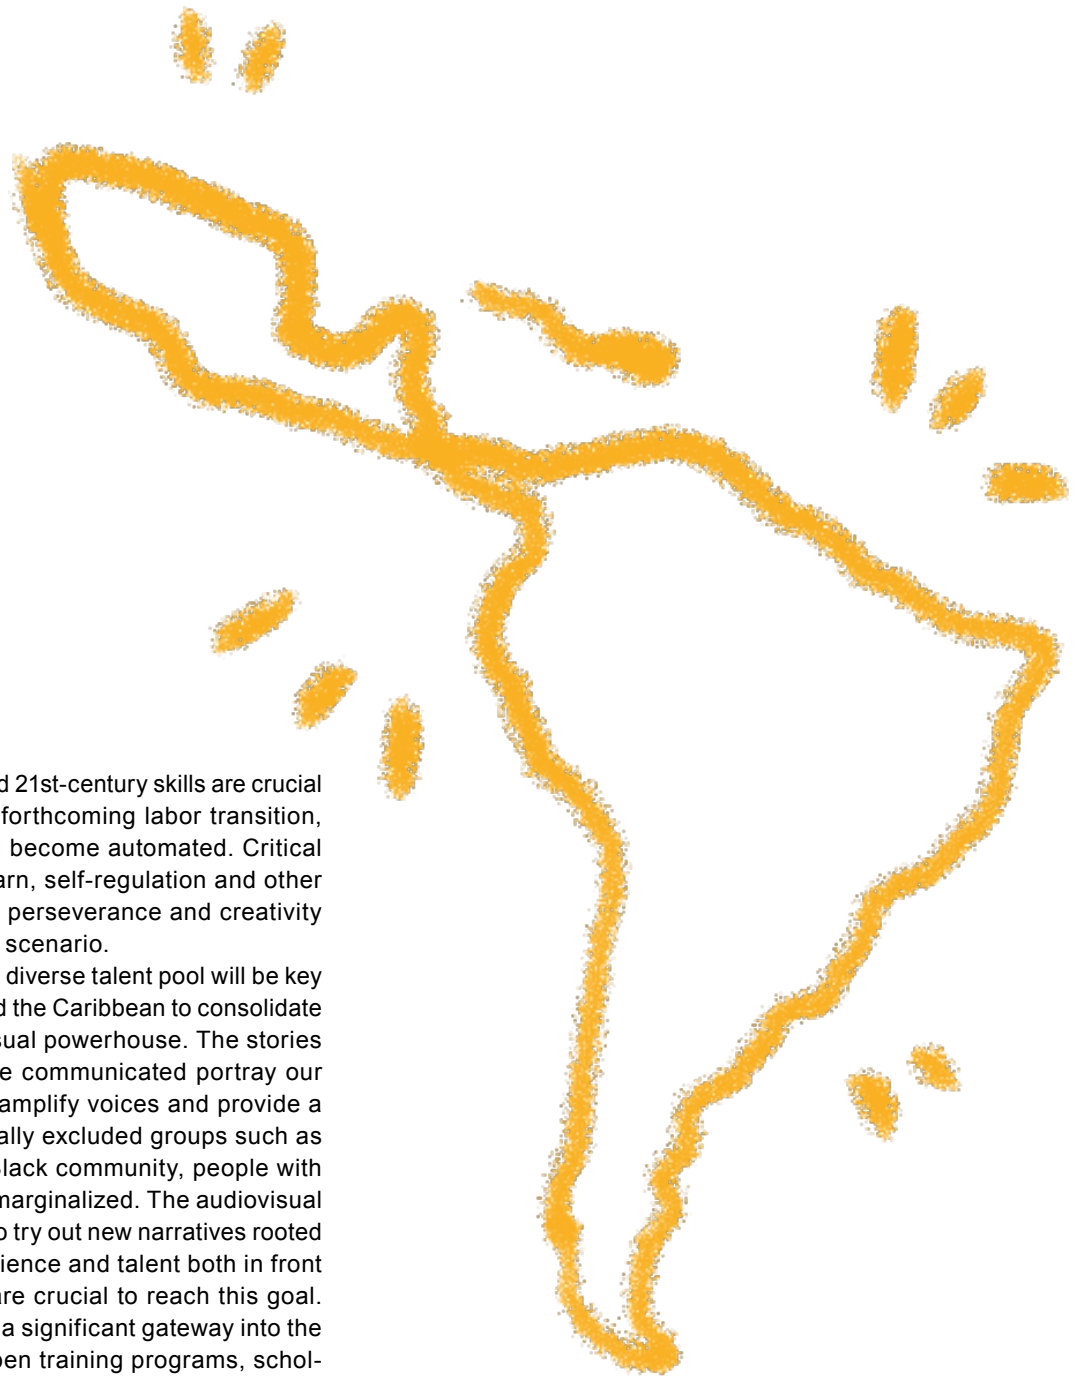 d 21st-century skills are crucial
forthcoming labor transition,
become automated. Critical
arn, self-regulation and other
perseverance and creativity
scenario.
diverse talent pool will be key
d the Caribbean to consolidate
sual powerhouse. The stories
e communicated portray our
amplify voices and provide a
ally excluded groups such as
Black community, people with
marginalized. The audiovisual
o try out new narratives rooted
ience and talent both in front
are crucial to reach this goal.
a significant gateway into the
pen training programs, schol-